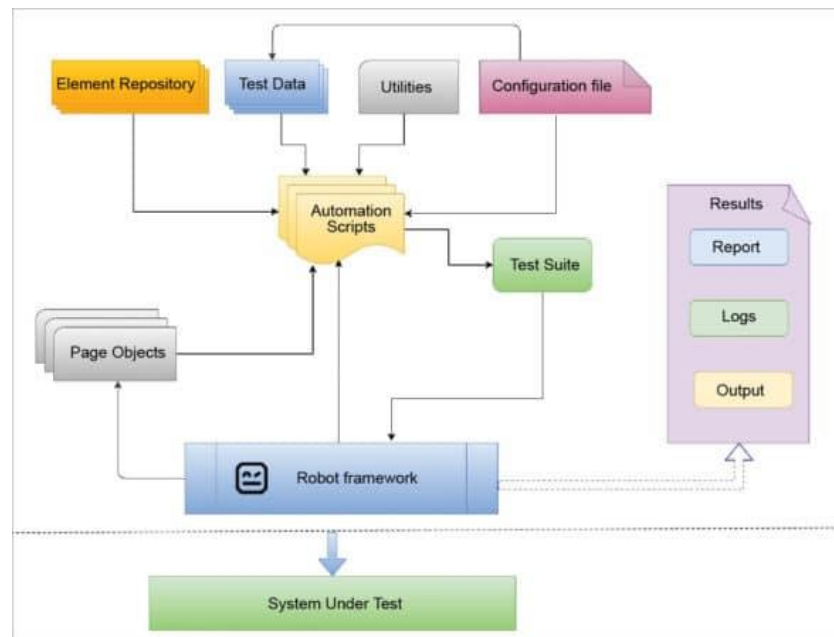 Element Repository
Test Data
Utilities
Configuration file
Automation
Scripts
Test Suite
Results
Report
Logs
Output
Page Objects
Robot framework
System Under Test